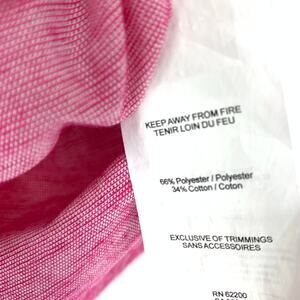 KEEP AWAY FROM FIRE
TENIR LOIN DU FEU
66% Polyester / Polyester
34% Cotton / Coton
EXCLUSIVE OF TRIMMINGS
SANS ACCESSOIRES
RN 62200